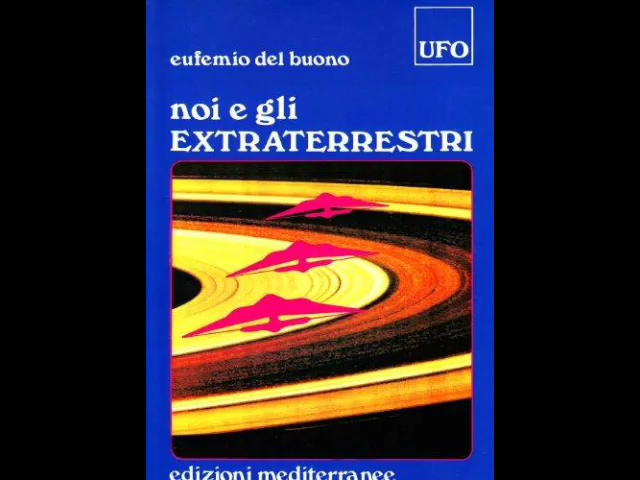 UFO
eufemio del buono
noi e gli
EXTRATERRESTRI
edizioni mediterranee